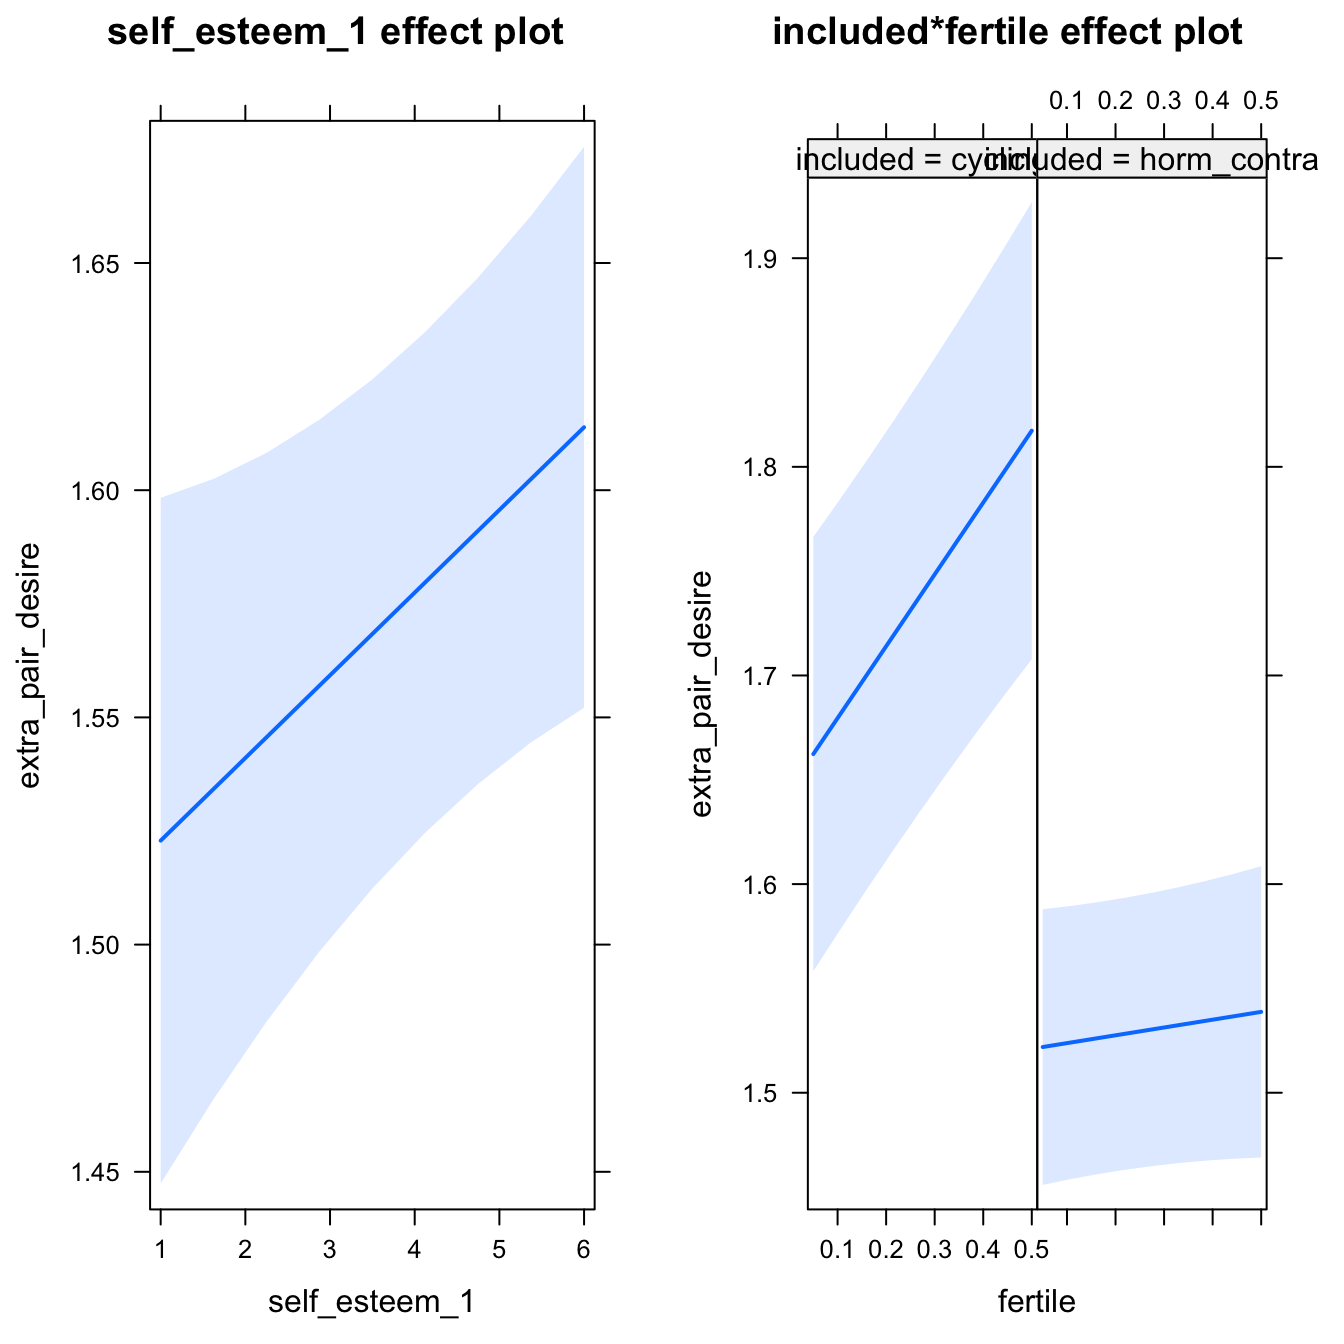 self_esteem_1 effect plot
1.65
1.60
1.55
1.50
1.45
extra_pair_desire
1 2 3 4 5 6
self_esteem_1
included*fertile effect plot
0.1 0.2 0.3 0.4 0.5
included = cycling included = horm_contra
1.9
1.8
1.7
1.6
1.5
extra_pair_desire
0.1 0.2 0.3 0.4 0.5
fertile